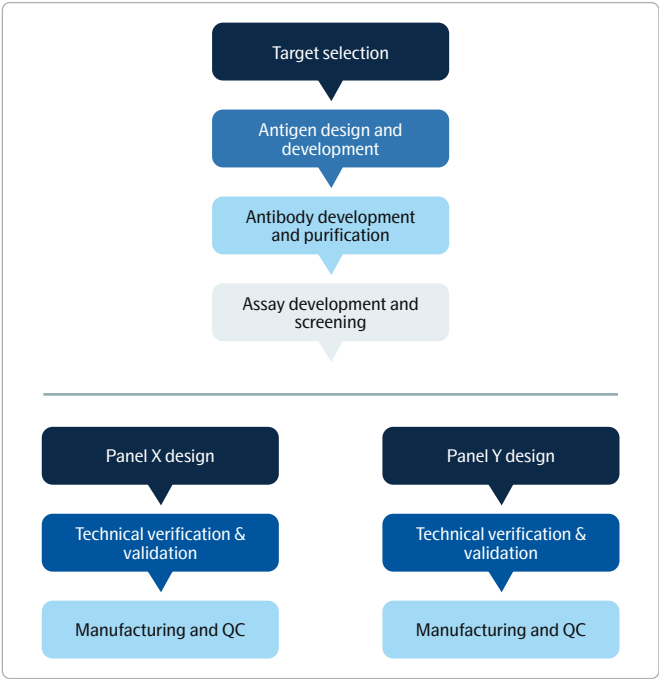 Target selection
Antigen design and
development
Antibody development
and purification
Assay development and
screening
Panel X design
Panel Y design
Technical verification &
validation
Technical verification &
validation
Manufacturing and QC
Manufacturing and QC